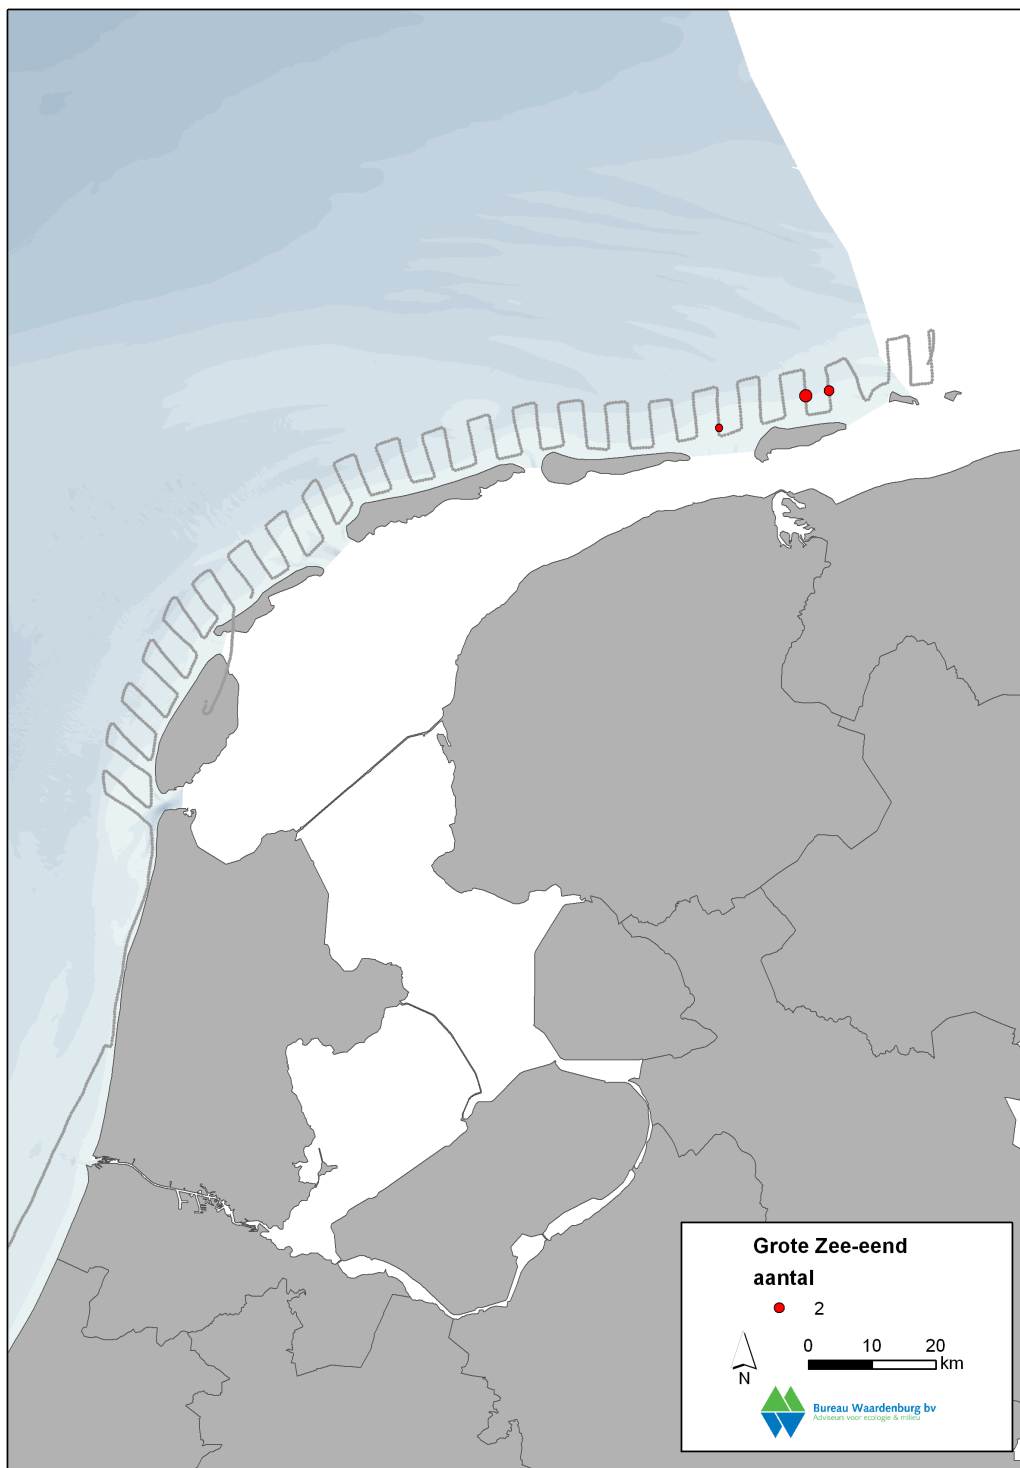 Grote Zee-eend
aantal
2
0 10 20
km
N
Bureau Waardenburg bv
Adviseurs voor ecologie & milieu